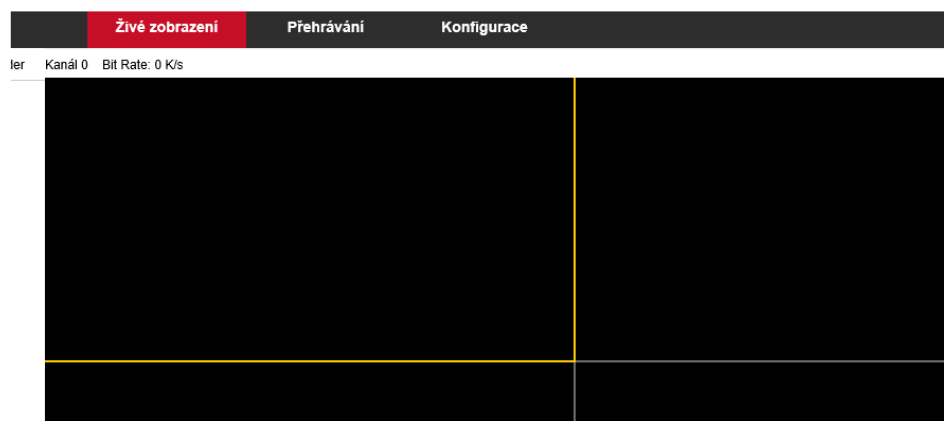 Živé zobrazení Přehrávání Konfigurace
Kanál 0 Bit Rate: 0 K/s